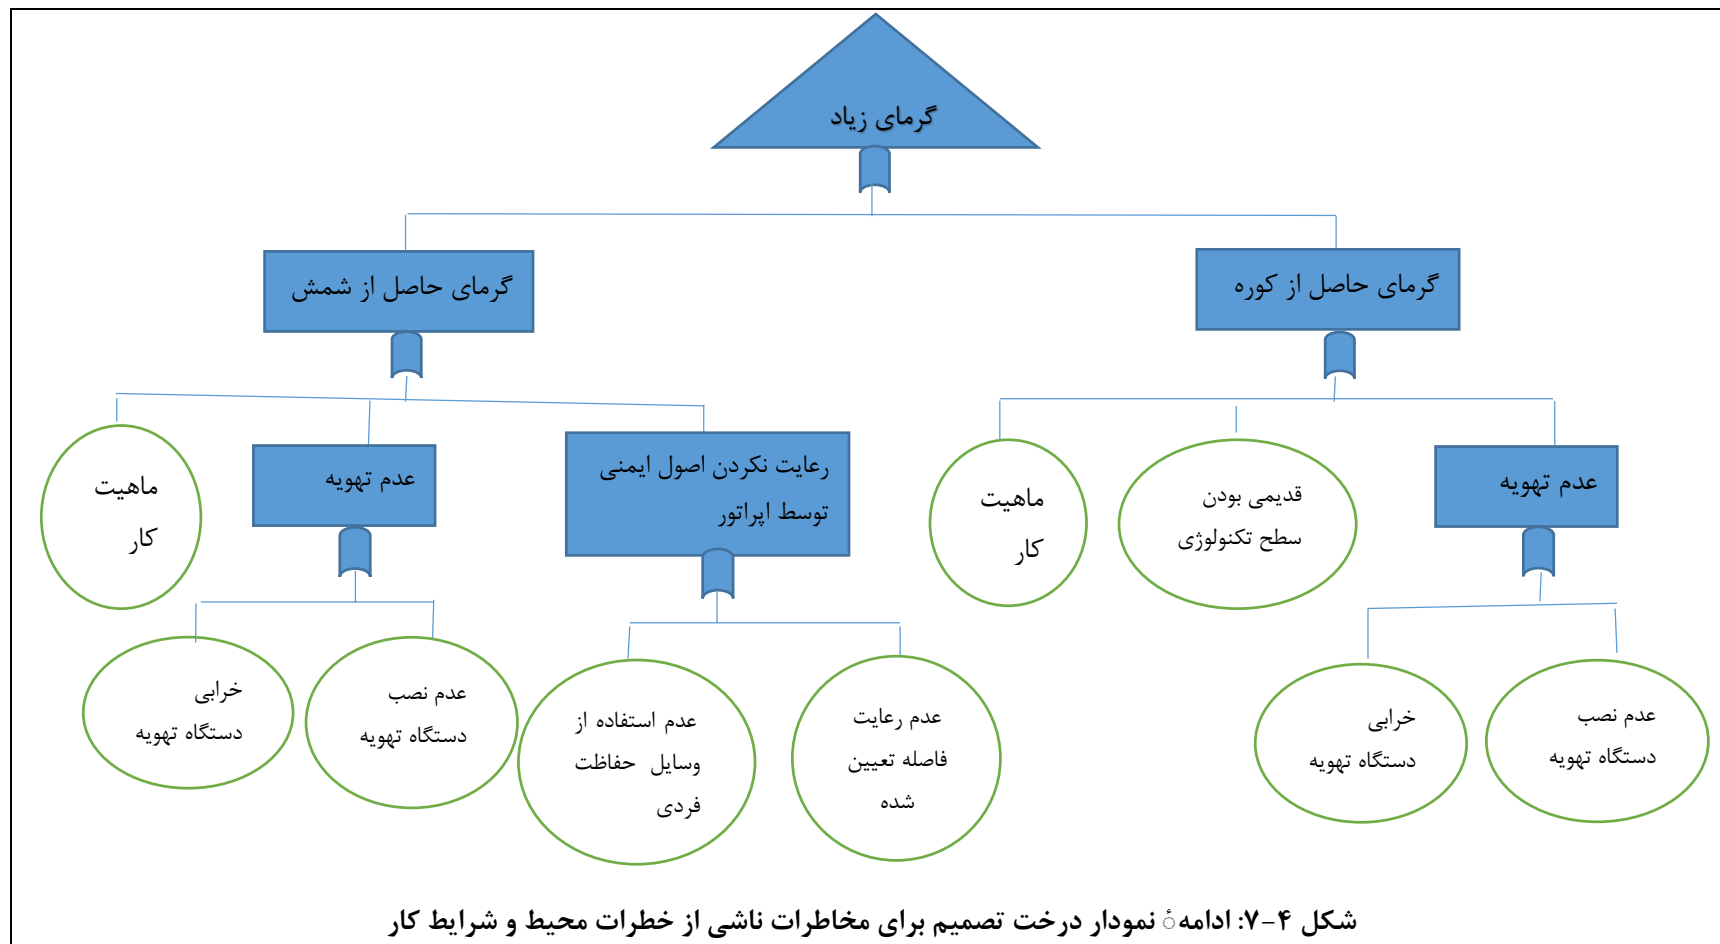 گرمای زیاد
گرمای حاصل از کوره
گرمای حاصل از شمش
عدم تهویه
قدیمی بودن
سطح تکنولوژی
ماهیت
کار
رعایت نکردن اصول ایمنی
توسط اپراتور
عدم تهویه
ماهیت
کار
عدم نصب
دستگاه تهویه
خرابی
دستگاه تهویه
عدم رعایت
فاصله تعیین
شده
عدم استفاده از
وسایل حفاظت
فردی
عدم نصب
دستگاه تهویه
خرابی
دستگاه تهویه
شکل ۴-۷: ادامهٔ نمودار درخت تصمیم برای مخاطرات ناشی از خطرات محیط و شرایط کار